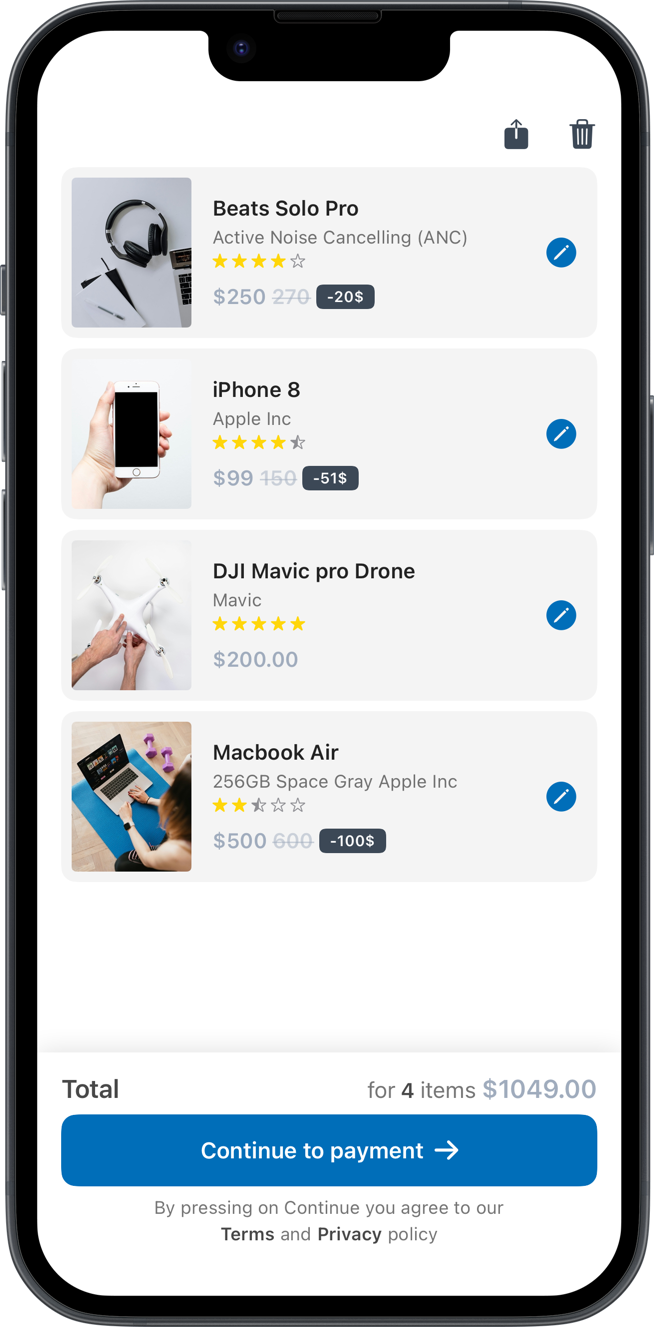 Beats Solo Pro
Active Noise Cancelling (ANC)
$250 270 -20$
iPhone 8
Apple Inc
$99 150 -51$
DJI Mavic pro Drone
Mavic
$200.00
Macbook Air
256GB Space Gray Apple Inc
$500 600 -100$
Total for 4 items $1049.00
Continue to payment →
By pressing on Continue you agree to our
Terms and Privacy policy